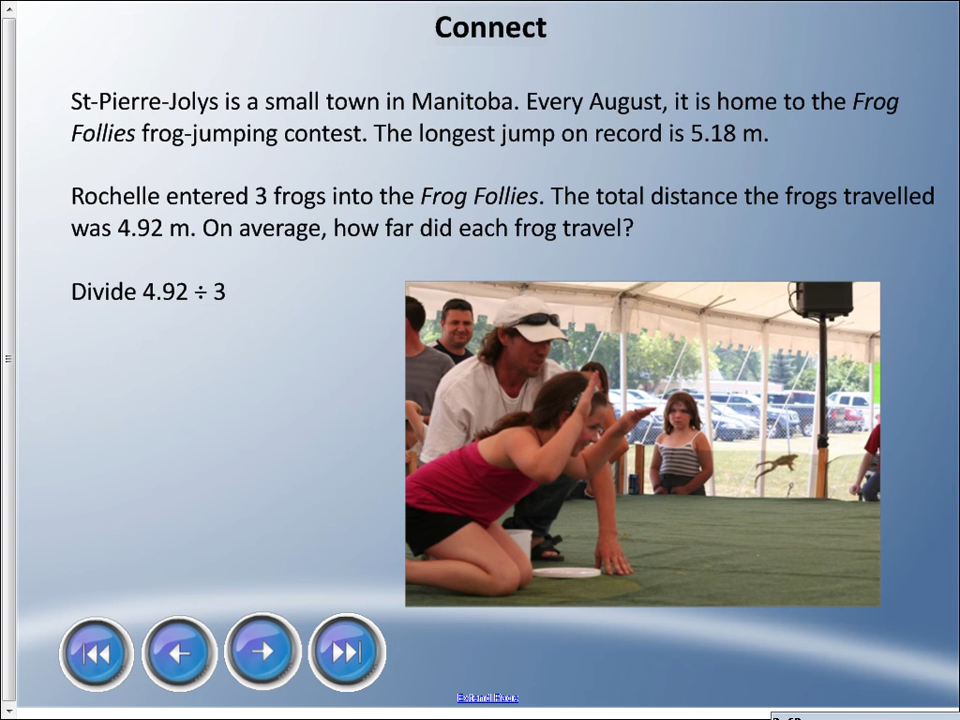 Connect
St-Pierre-Jolys is a small town in Manitoba. Every August, it is home to the Frog
Follies frog-jumping contest. The longest jump on record is 5.18 m.
Rochelle entered 3 frogs into the Frog Follies. The total distance the frogs travelled
was 4.92 m. On average, how far did each frog travel?
Divide 4.92 ÷ 3
Extend Page